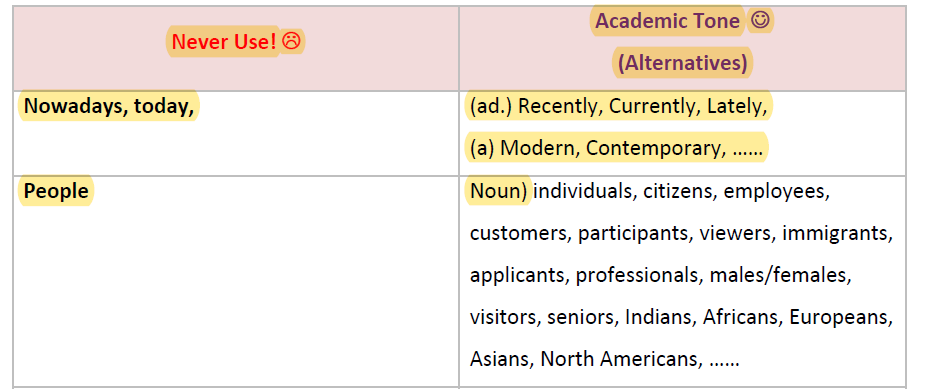 Never Use! ☹
Academic Tone ☺
(Alternatives)
Nowadays, today,
(ad.) Recently, Currently, Lately,
(a) Modern, Contemporary, ……
People
Noun) individuals, citizens, employees,
customers, participants, viewers, immigrants,
applicants, professionals, males/females,
visitors, seniors, Indians, Africans, Europeans,
Asians, North Americans, ……